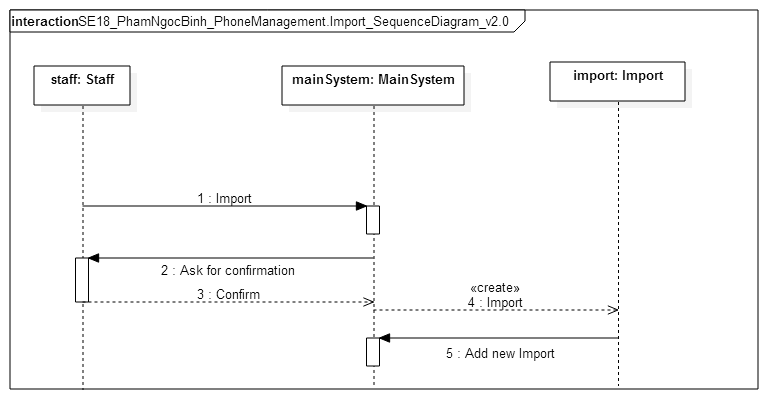 interactionSE18_PhamNgocBinh_PhoneManagement.Import_SequenceDiagram_v2.0
staff: Staff
mainSystem: MainSystem
import: Import
1 : Import
2 : Ask for confirmation
3 : Confirm
«create»
4 : Import
5 : Add new Import